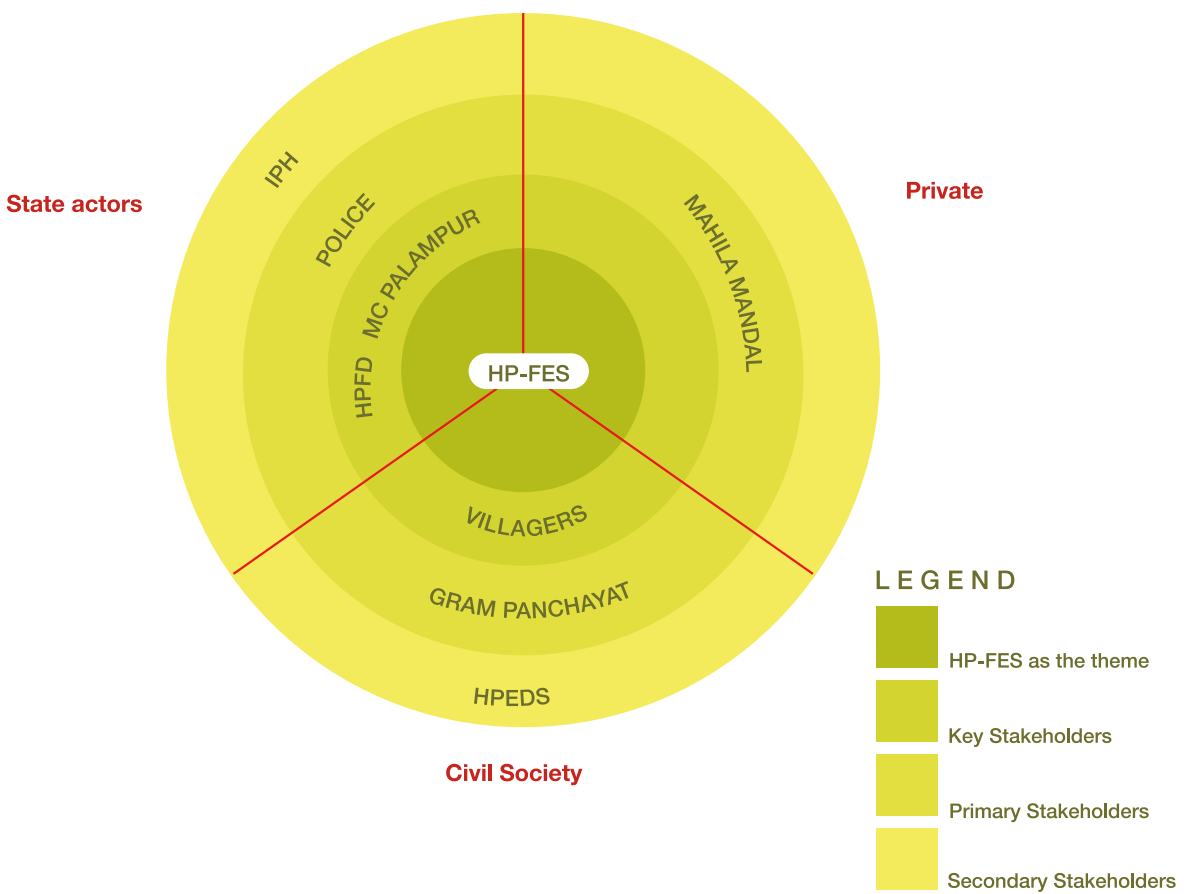 IPH
State actors
Private
POLICE
MAHILA MANDAL
MC PALAMPUR
HPFD
HP-FES
VILLAGERS
GRAM PANCHAYAT
HPEDS
Civil Society
LEGEND
HP-FES as the theme
Key Stakeholders
Primary Stakeholders
Secondary Stakeholders